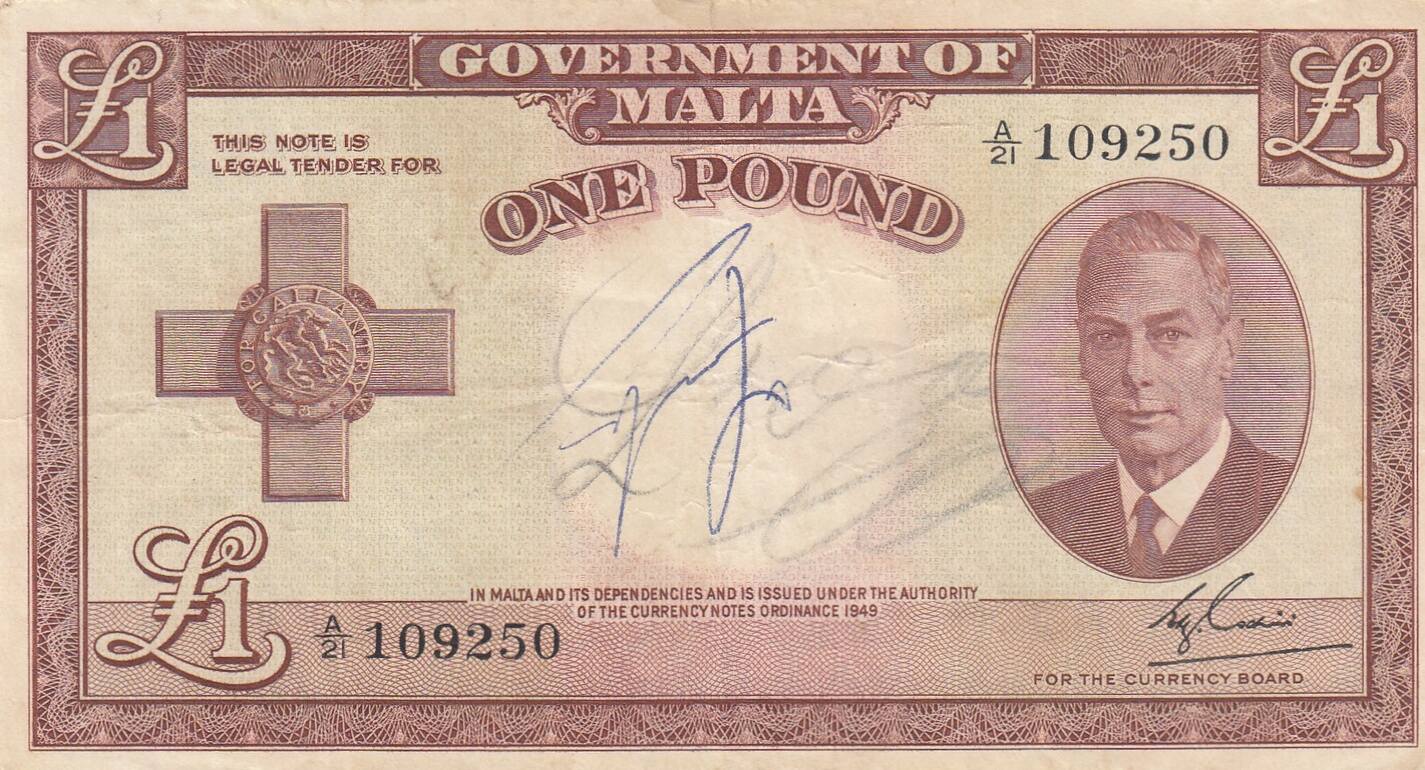 £1
GOVERNMENT OF
MALTA
£1
THIS NOTE IS
LEGAL TENDER FOR
A/21 109250
ONE POUND
FOR GALLANTRY
£1
IN MALTA AND ITS DEPENDENCIES AND IS ISSUED UNDER THE AUTHORITY
OF THE CURRENCY NOTES ORDINANCE 1949
A/21 109250
FOR THE CURRENCY BOARD